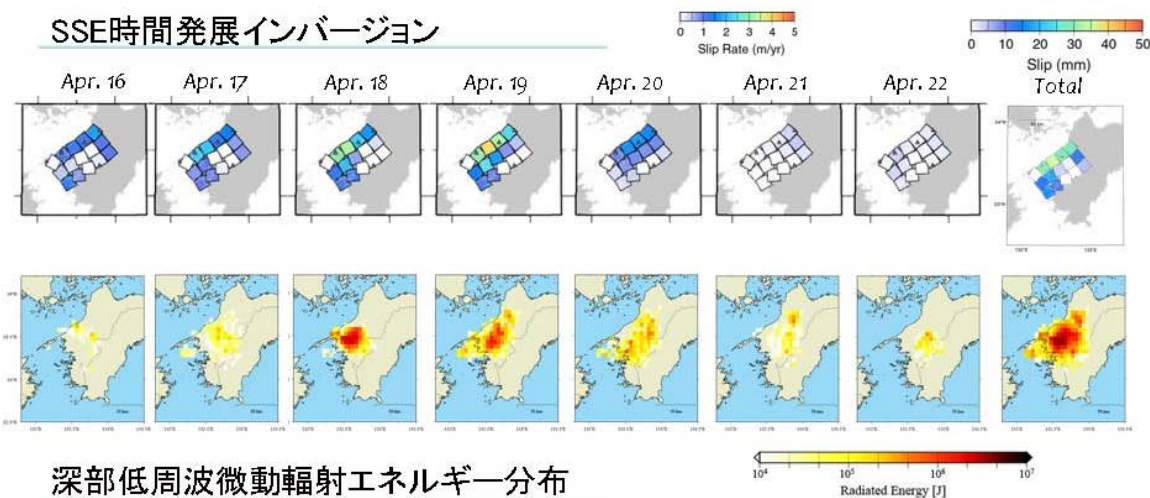 SSE時間発展インバージョン
0 1 2 3 4 5
Slip Rate (m/yr)
0 10 20 30 40 50
Slip (mm)
Apr. 16 Apr. 17 Apr. 18 Apr. 19 Apr. 20 Apr. 21 Apr. 22 Total
深部低周波微動輻射エネルギー分布
10⁴ 10⁵ 10⁶ 10⁷
Radiated Energy [J]